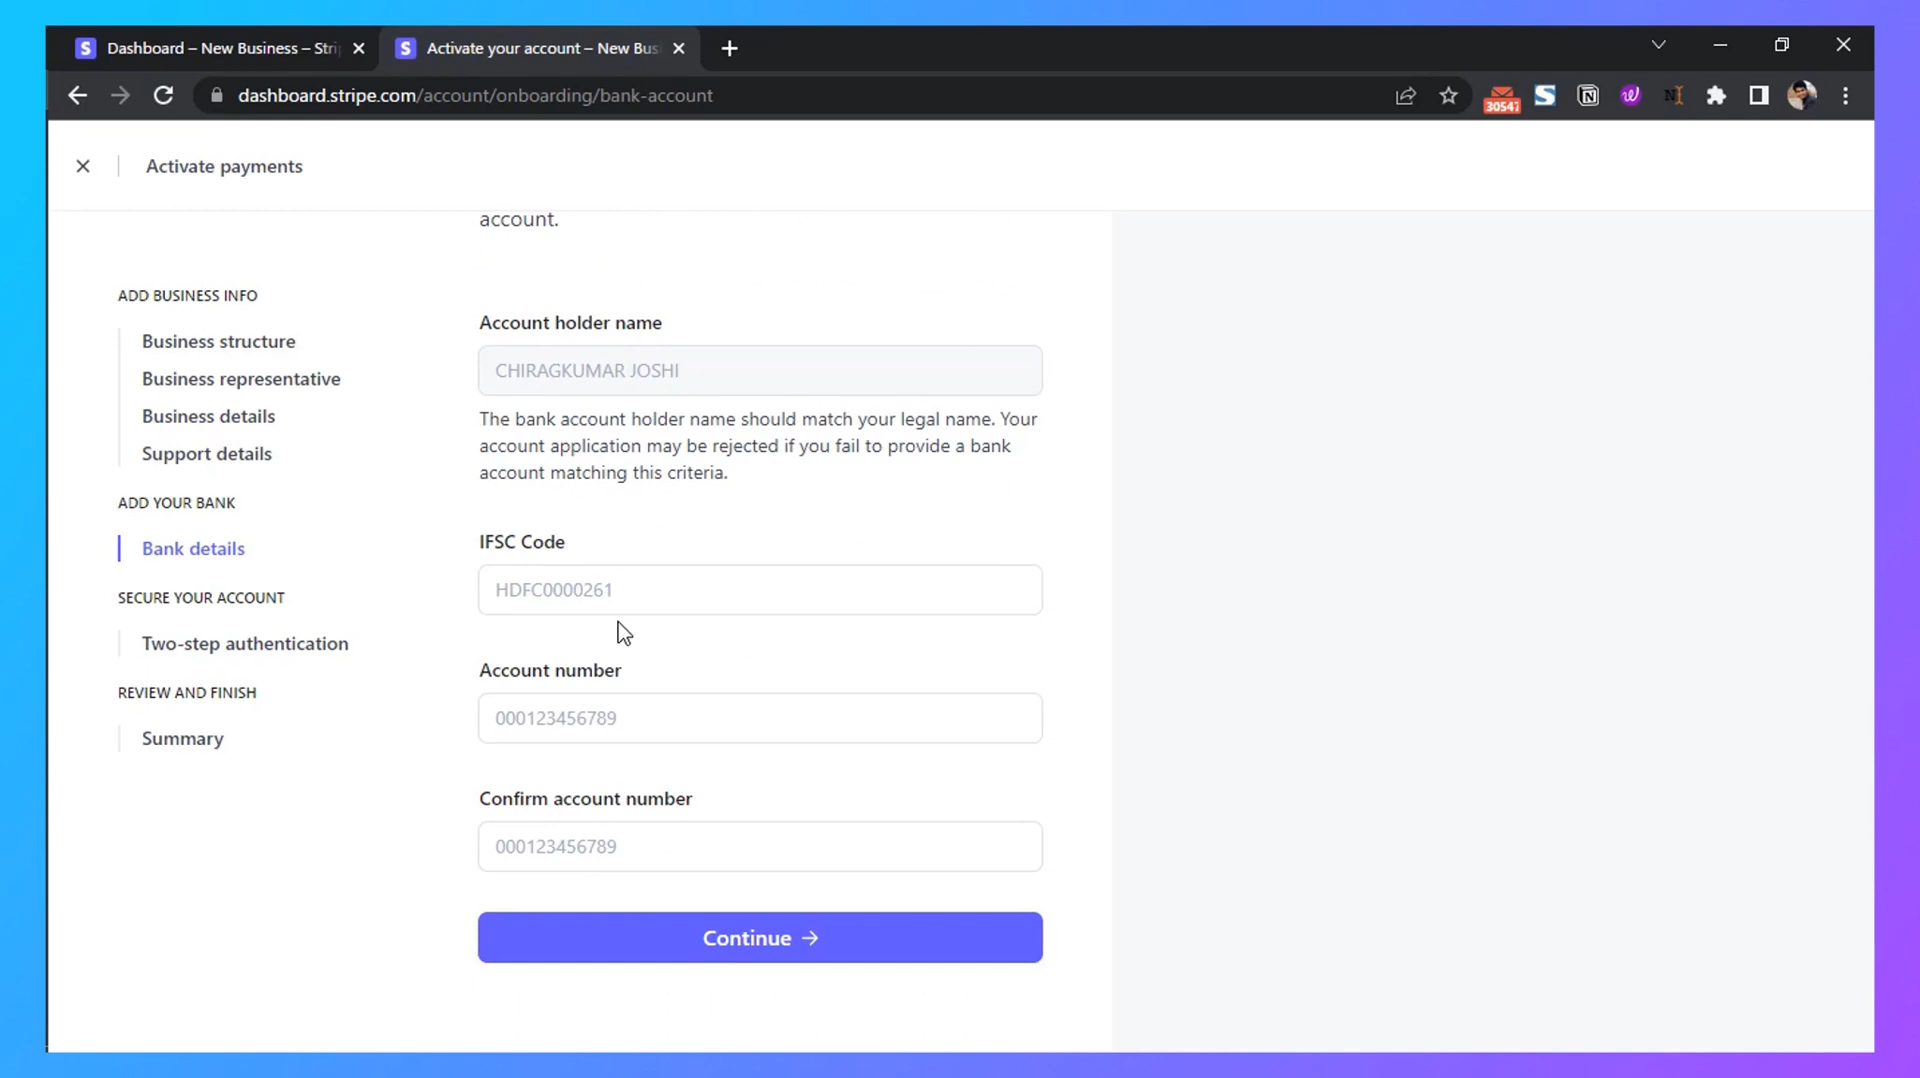 Dashboard – New Business – Stri
Activate your account – New Bus
dashboard.stripe.com/account/onboarding/bank-account
30547
Activate payments
account.
ADD BUSINESS INFO
Business structure
Business representative
Business details
Support details
ADD YOUR BANK
Bank details
SECURE YOUR ACCOUNT
Two-step authentication
REVIEW AND FINISH
Summary
Account holder name
CHIRAGKUMAR JOSHI
The bank account holder name should match your legal name. Your
account application may be rejected if you fail to provide a bank
account matching this criteria.
IFSC Code
HDFC0000261
Account number
000123456789
Confirm account number
000123456789
Continue →